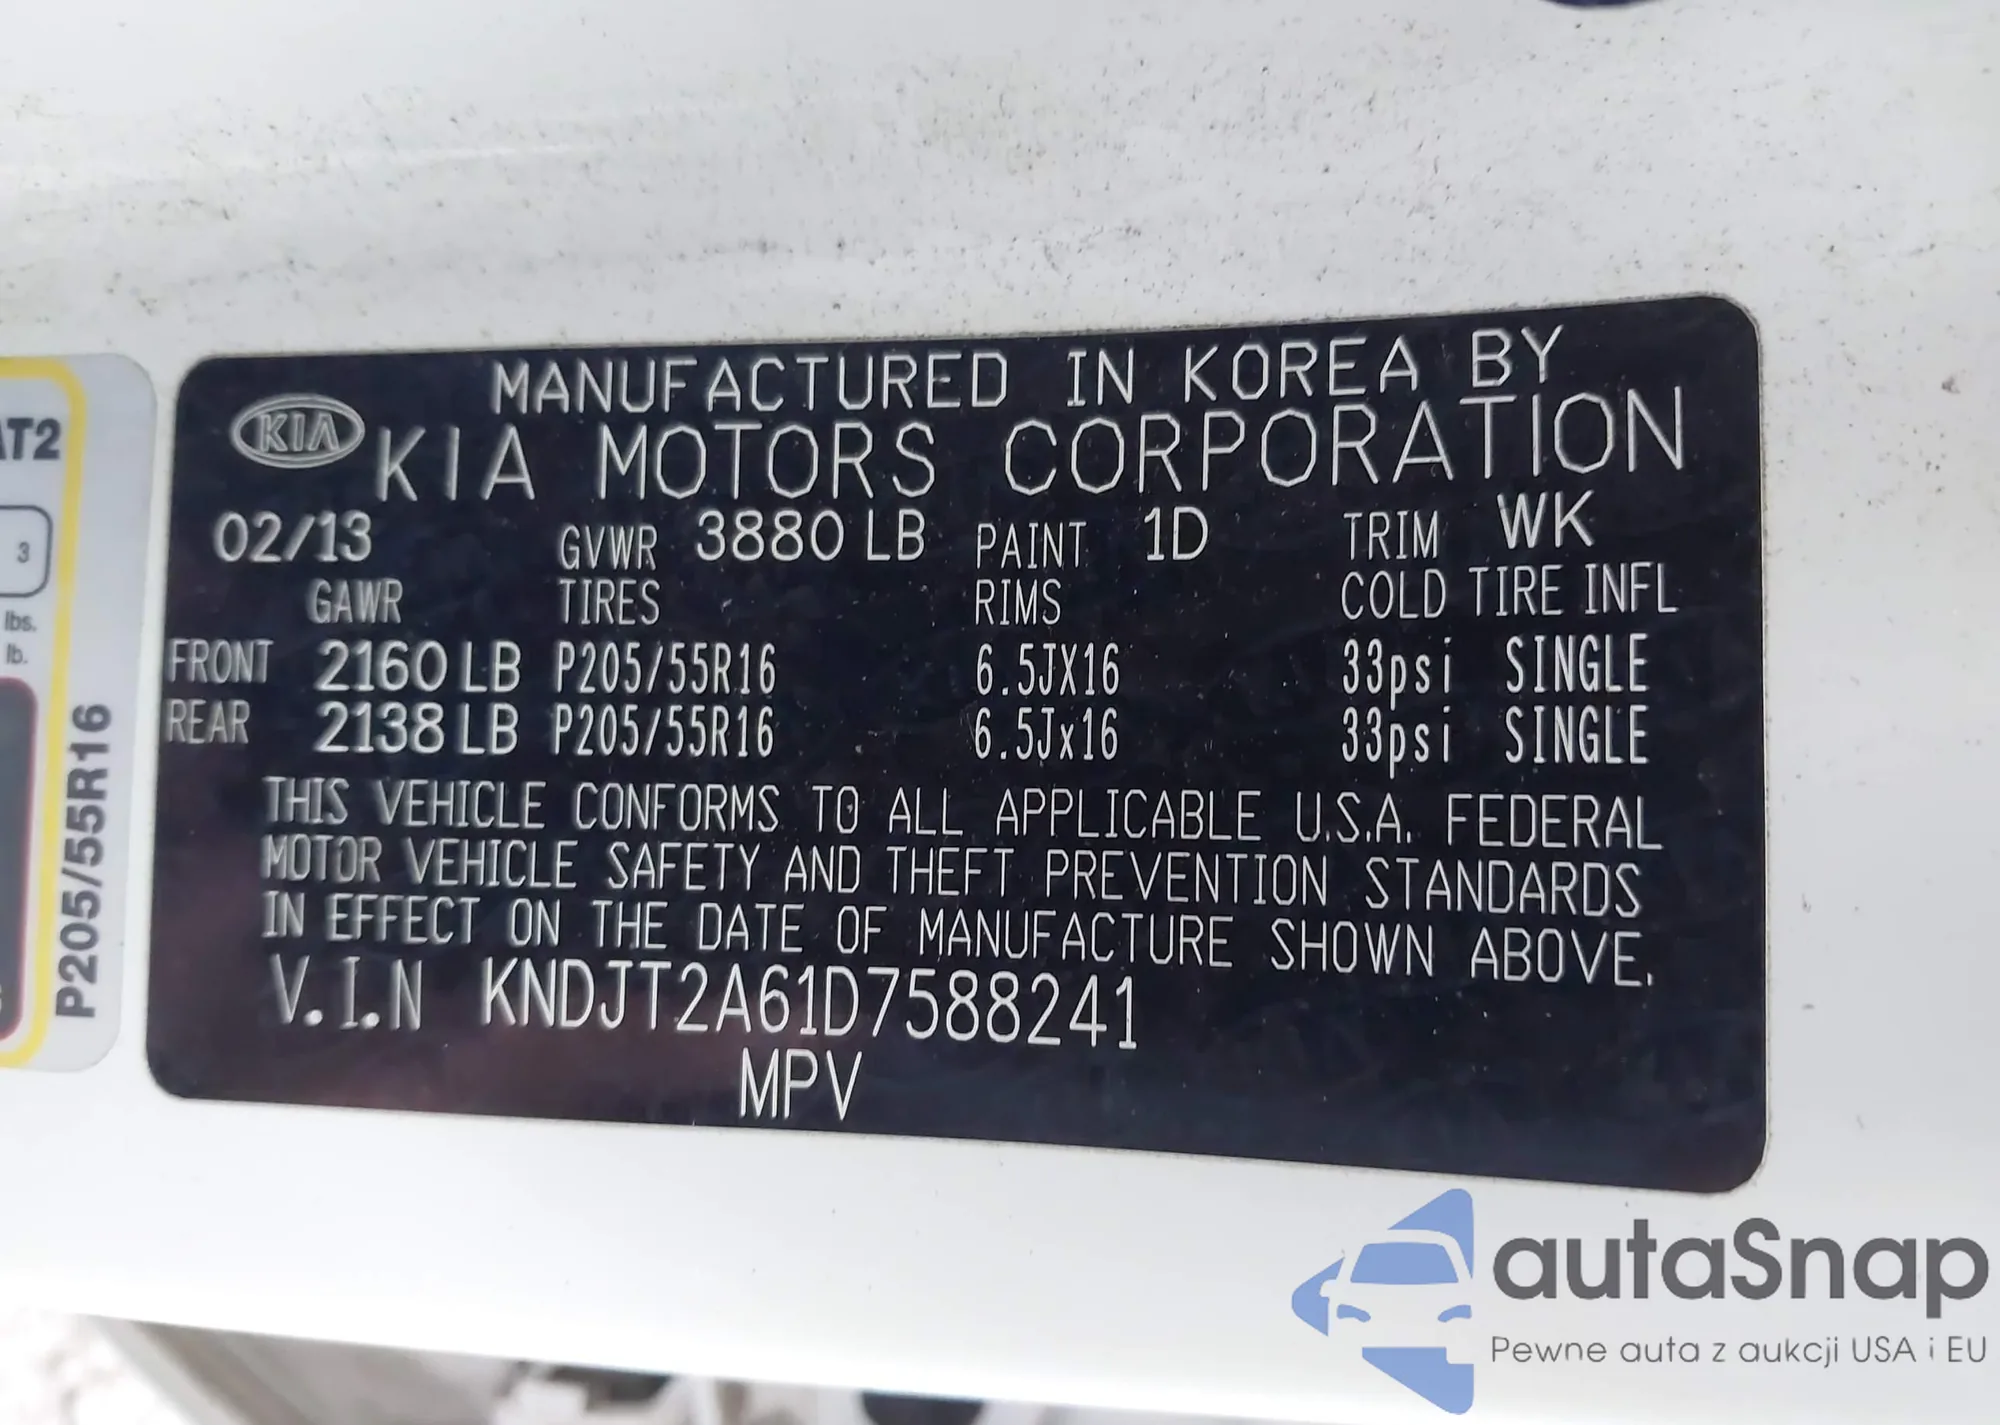 MANUFACTURED IN KOREA BY
KIA
KIA MOTORS CORPORATION
02/13 GVWR 3880 LB PAINT 1D TRIM WK
GAWR TIRES RIMS COLD TIRE INFL
FRONT 2160 LB P205/55R16 6.5JX16 33psi SINGLE
REAR 2138 LB P205/55R16 6.5Jx16 33psi SINGLE
THIS VEHICLE CONFORMS TO ALL APPLICABLE U.S.A. FEDERAL
MOTOR VEHICLE SAFETY AND THEFT PREVENTION STANDARDS
IN EFFECT ON THE DATE OF MANUFACTURE SHOWN ABOVE.
V.I.N KNDJT2A61D7588241
MPV
AT2
3
lbs.
lb.
P205/55R16
autaSnap
Pewne auta z aukcji USA i EU